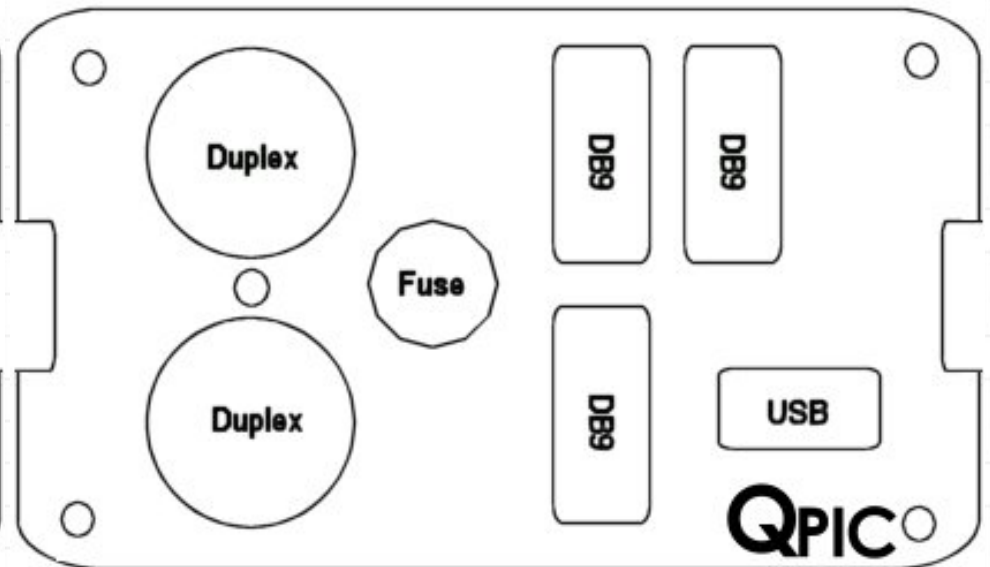 Duplex
DB9
DB9
Fuse
Duplex
DB9
USB
QPIC